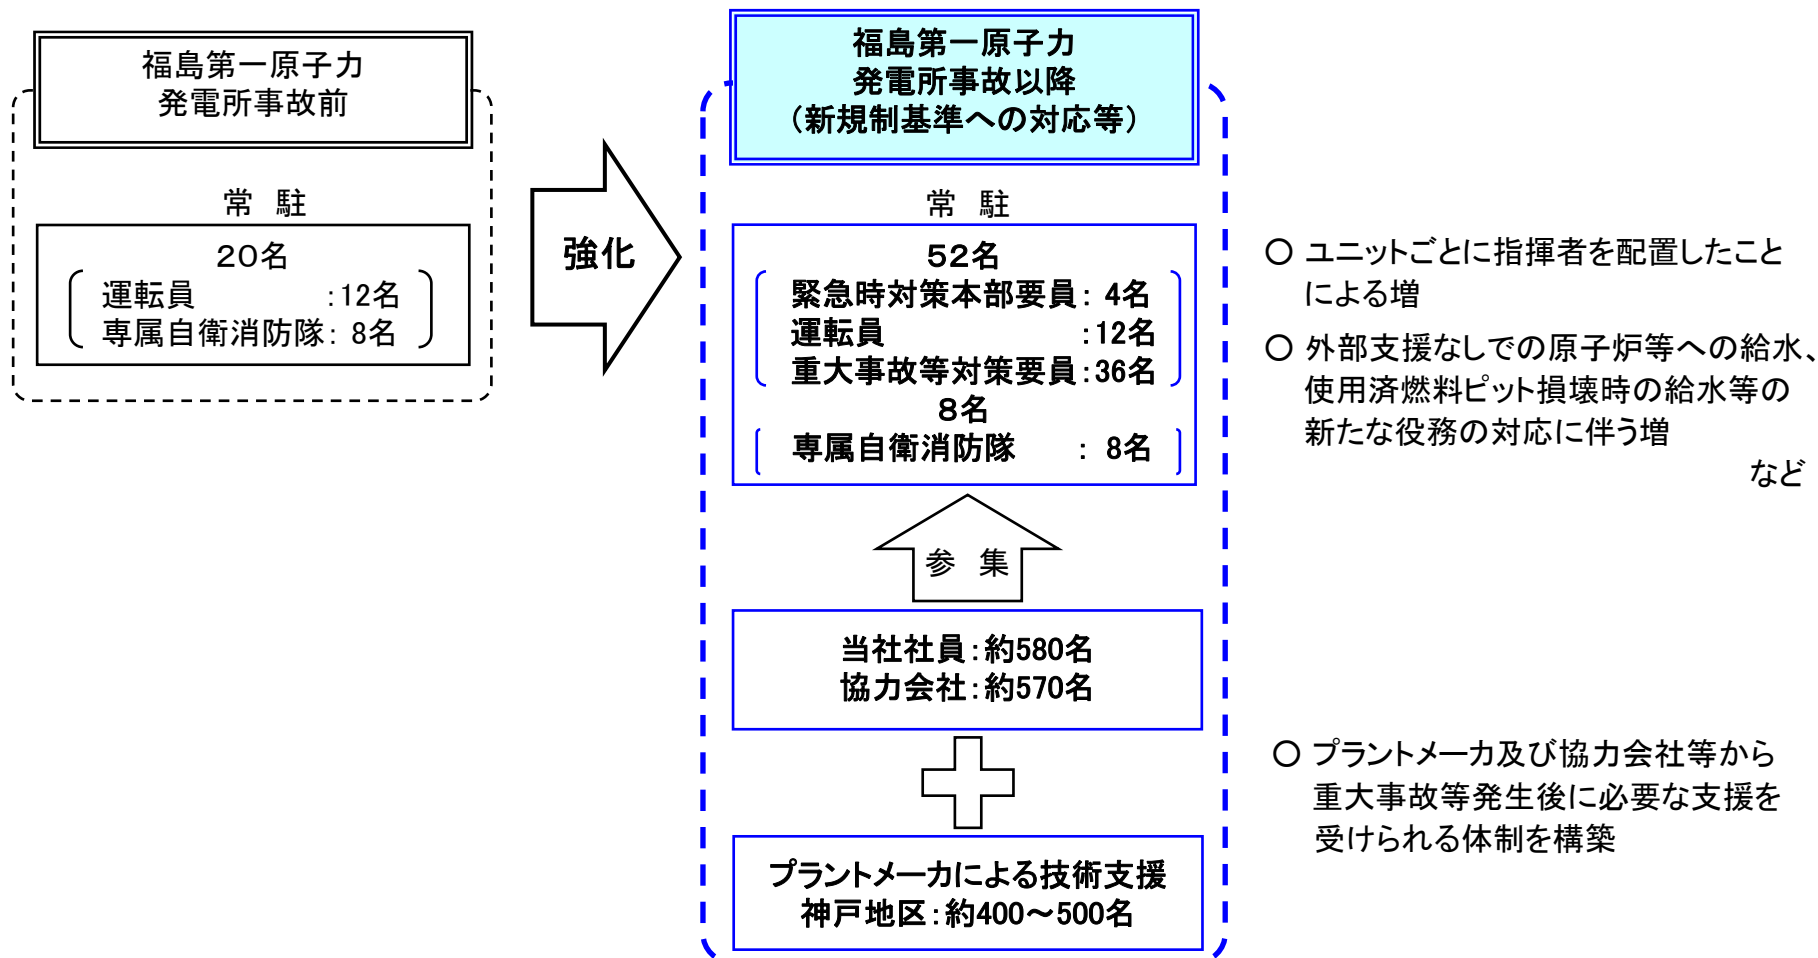 福島第一原子力
発電所事故前
常 駐
20名
運転員 :12名
専属自衛消防隊: 8名
強化
福島第一原子力
発電所事故以降
(新規制基準への対応等)
常 駐
52名
緊急時対策本部要員: 4名
運転員 :12名
重大事故等対策要員:36名
8名
専属自衛消防隊 : 8名
参 集
当社社員:約580名
協力会社:約570名
プラントメーカによる技術支援
神戸地区:約400~500名
○ ユニットごとに指揮者を配置したこと
による増
○ 外部支援なしでの原子炉等への給水、
使用済燃料ピット損壊時の給水等の
新たな役務の対応に伴う増
など
○ プラントメーカ及び協力会社等から
重大事故等発生後に必要な支援を
受けられる体制を構築